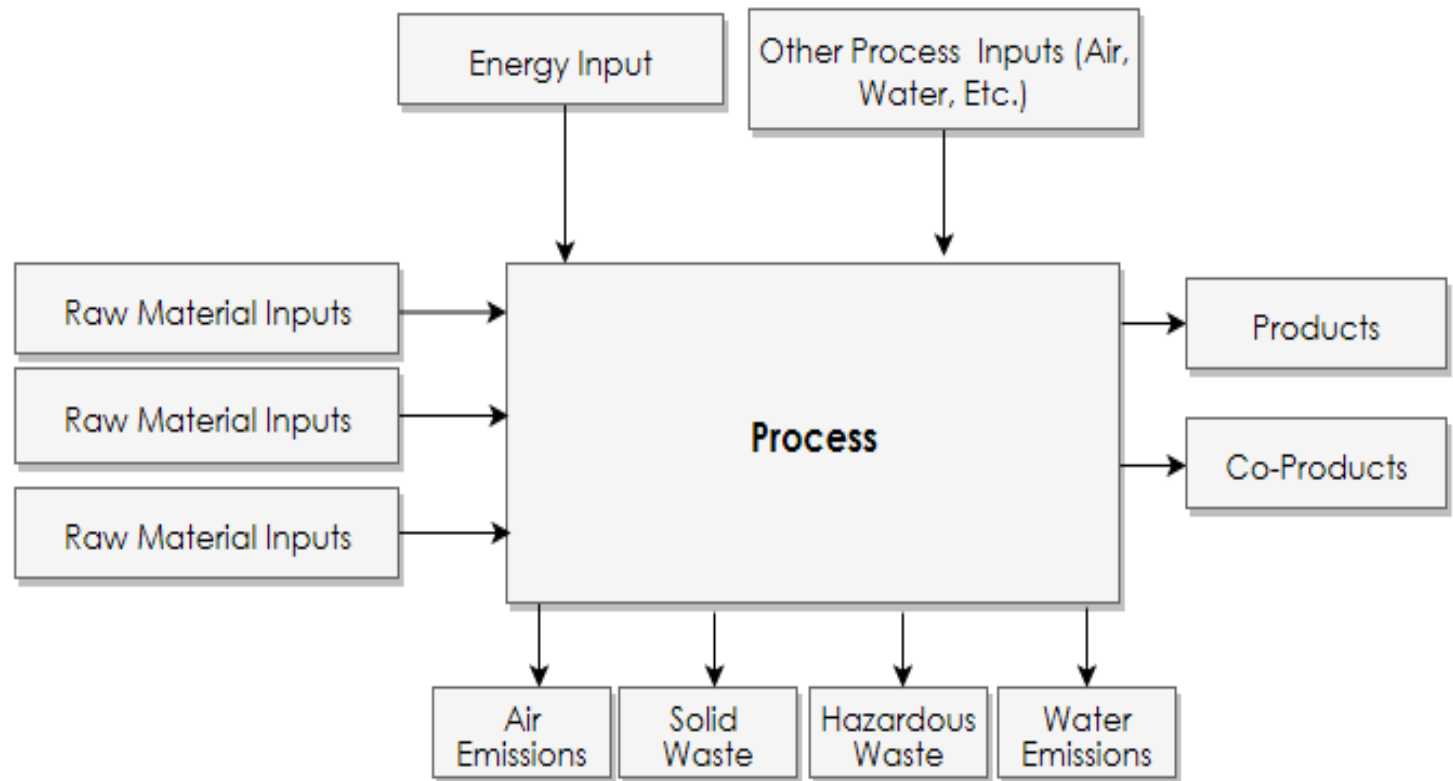 Energy Input
Other Process Inputs (Air,
Water, Etc.)
Raw Material Inputs
Raw Material Inputs
Raw Material Inputs
Process
Products
Co-Products
Air
Emissions
Solid
Waste
Hazardous
Waste
Water
Emissions